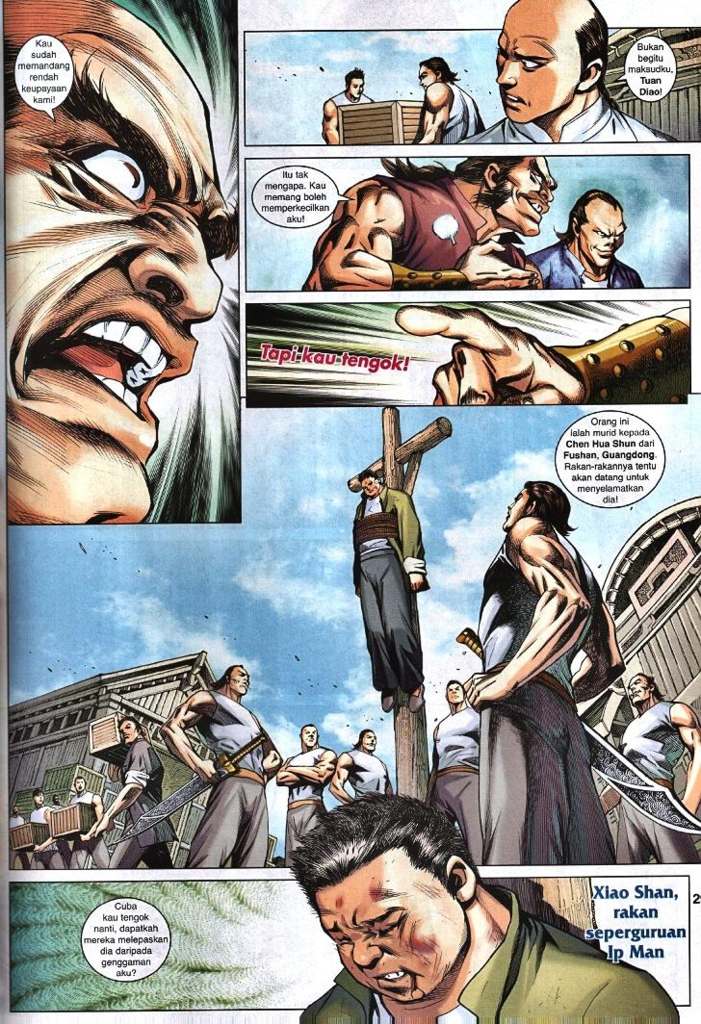 Kau
sudah
memandang
rendah
keupayaan
kami!
Bukan
begitu
maksudku,
Tuan
Diao!
Itu tak
mengapa. Kau
memang boleh
memperkecilkan
aku!
Tapi kau tengok!
Orang ini
ialah murid kepada
Chen Hua Shun dari
Fushan, Guangdong.
Rakan-rakannya tentu
akan datang untuk
menyelamatkan
dia!
Cuba
kau tengok
nanti, dapatkah
mereka melepaskan
dia daripada
genggaman
aku?
Xiao Shan,
rakan
seperguruan
Ip Man